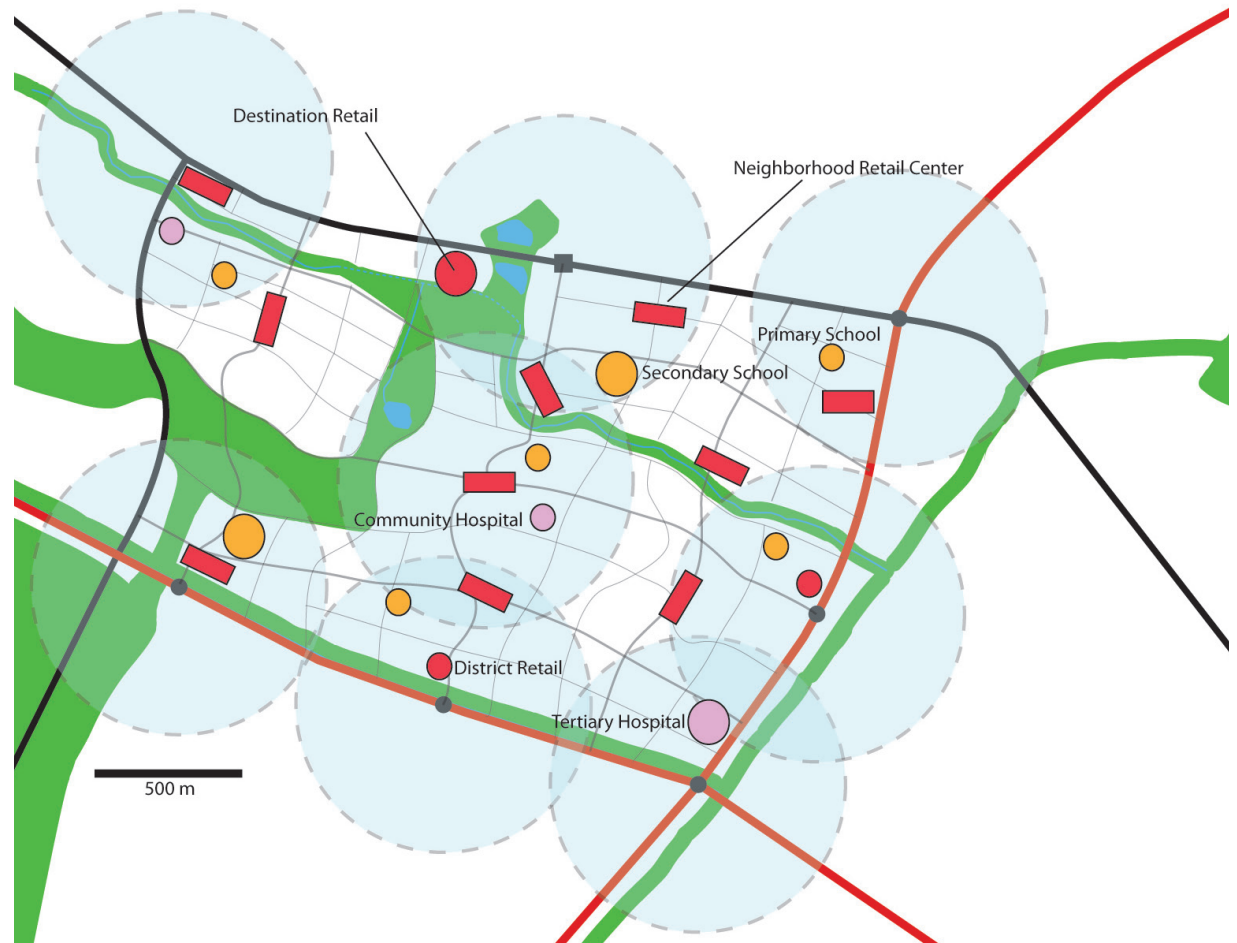 Destination Retail
Neighborhood Retail Center
Primary School
Secondary School
Community Hospital
District Retail
Tertiary Hospital
500 m